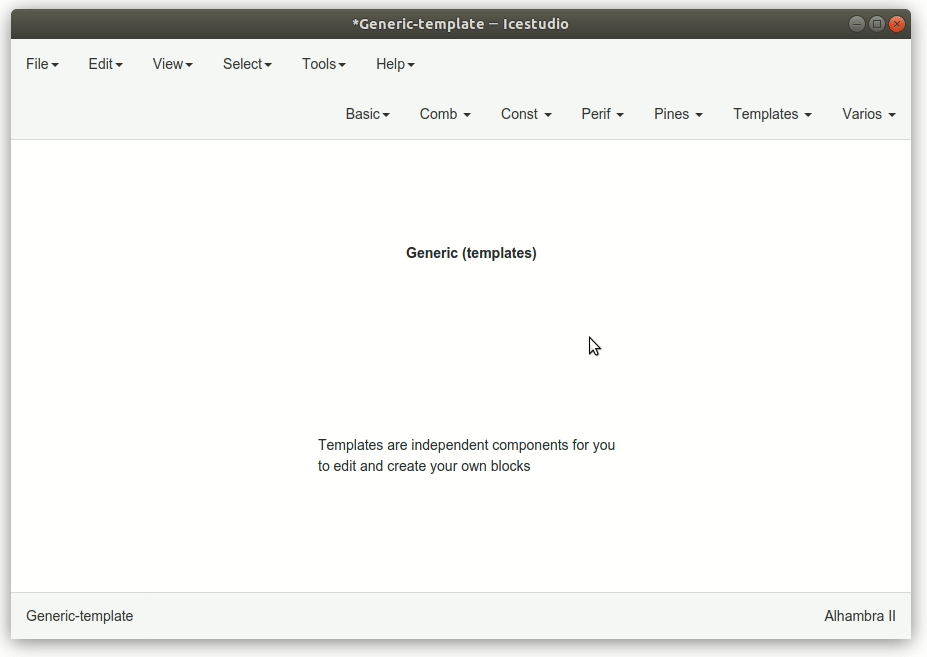 *Generic-template — Icestudio
File Edit View Select Tools Help
Basic Comb Const Perif Pines Templates Varios
Generic (templates)
Templates are independent components for you
to edit and create your own blocks
Generic-template Alhambra II